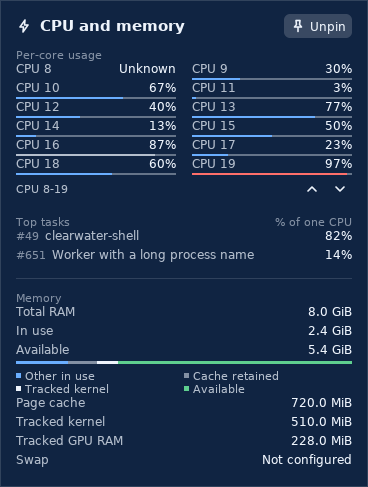 CPU and memory Unpin
Per-core usage
CPU 8 Unknown CPU 9 30%
CPU 10 67% CPU 11 3%
CPU 12 40% CPU 13 77%
CPU 14 13% CPU 15 50%
CPU 16 87% CPU 17 23%
CPU 18 60% CPU 19 97%
CPU 8-19
Top tasks % of one CPU
#49 clearwater-shell 82%
#651 Worker with a long process name 14%
Memory
Total RAM 8.0 GiB
In use 2.4 GiB
Available 5.4 GiB
Other in use Cache retained
Tracked kernel Available
Page cache 720.0 MiB
Tracked kernel 510.0 MiB
Tracked GPU RAM 228.0 MiB
Swap Not configured